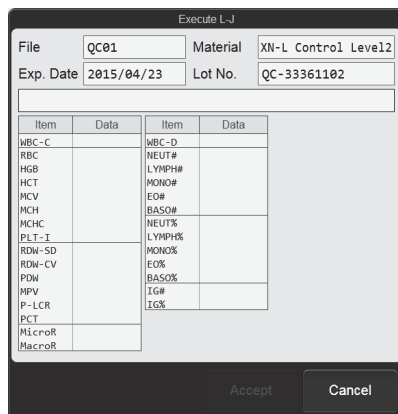 Execute L-J
File QC01 Material XN-L Control Level2
Exp. Date 2015/04/23 Lot No. QC-33361102
Item Data Item Data
WBC-C WBC-D
RBC NEUT#
HGB LYMPH#
HCT MONO#
MCV EO#
MCH BASO#
MCHC NEUT%
PLT-I LYMPH%
RDW-SD MONO%
RDW-CV EO%
PDW BASO%
MPV IG#
P-LCR IG%
PCT
MicroR
MacroR
Accept Cancel